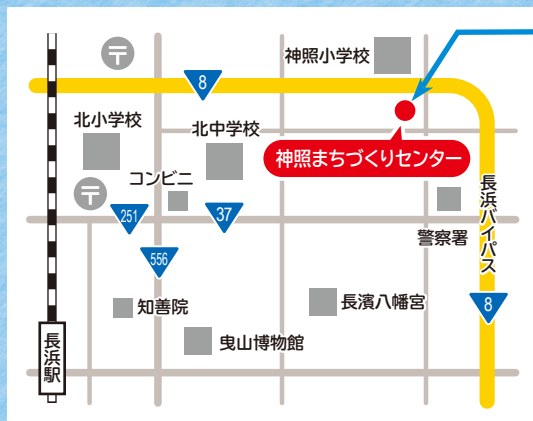 〒
神照小学校
8
北小学校
北中学校
神照まちづくりセンター
コンビニ
〒
251
37
警察署
長浜バイパス
556
知善院
長濱八幡宮
8
曳山博物館
長浜駅